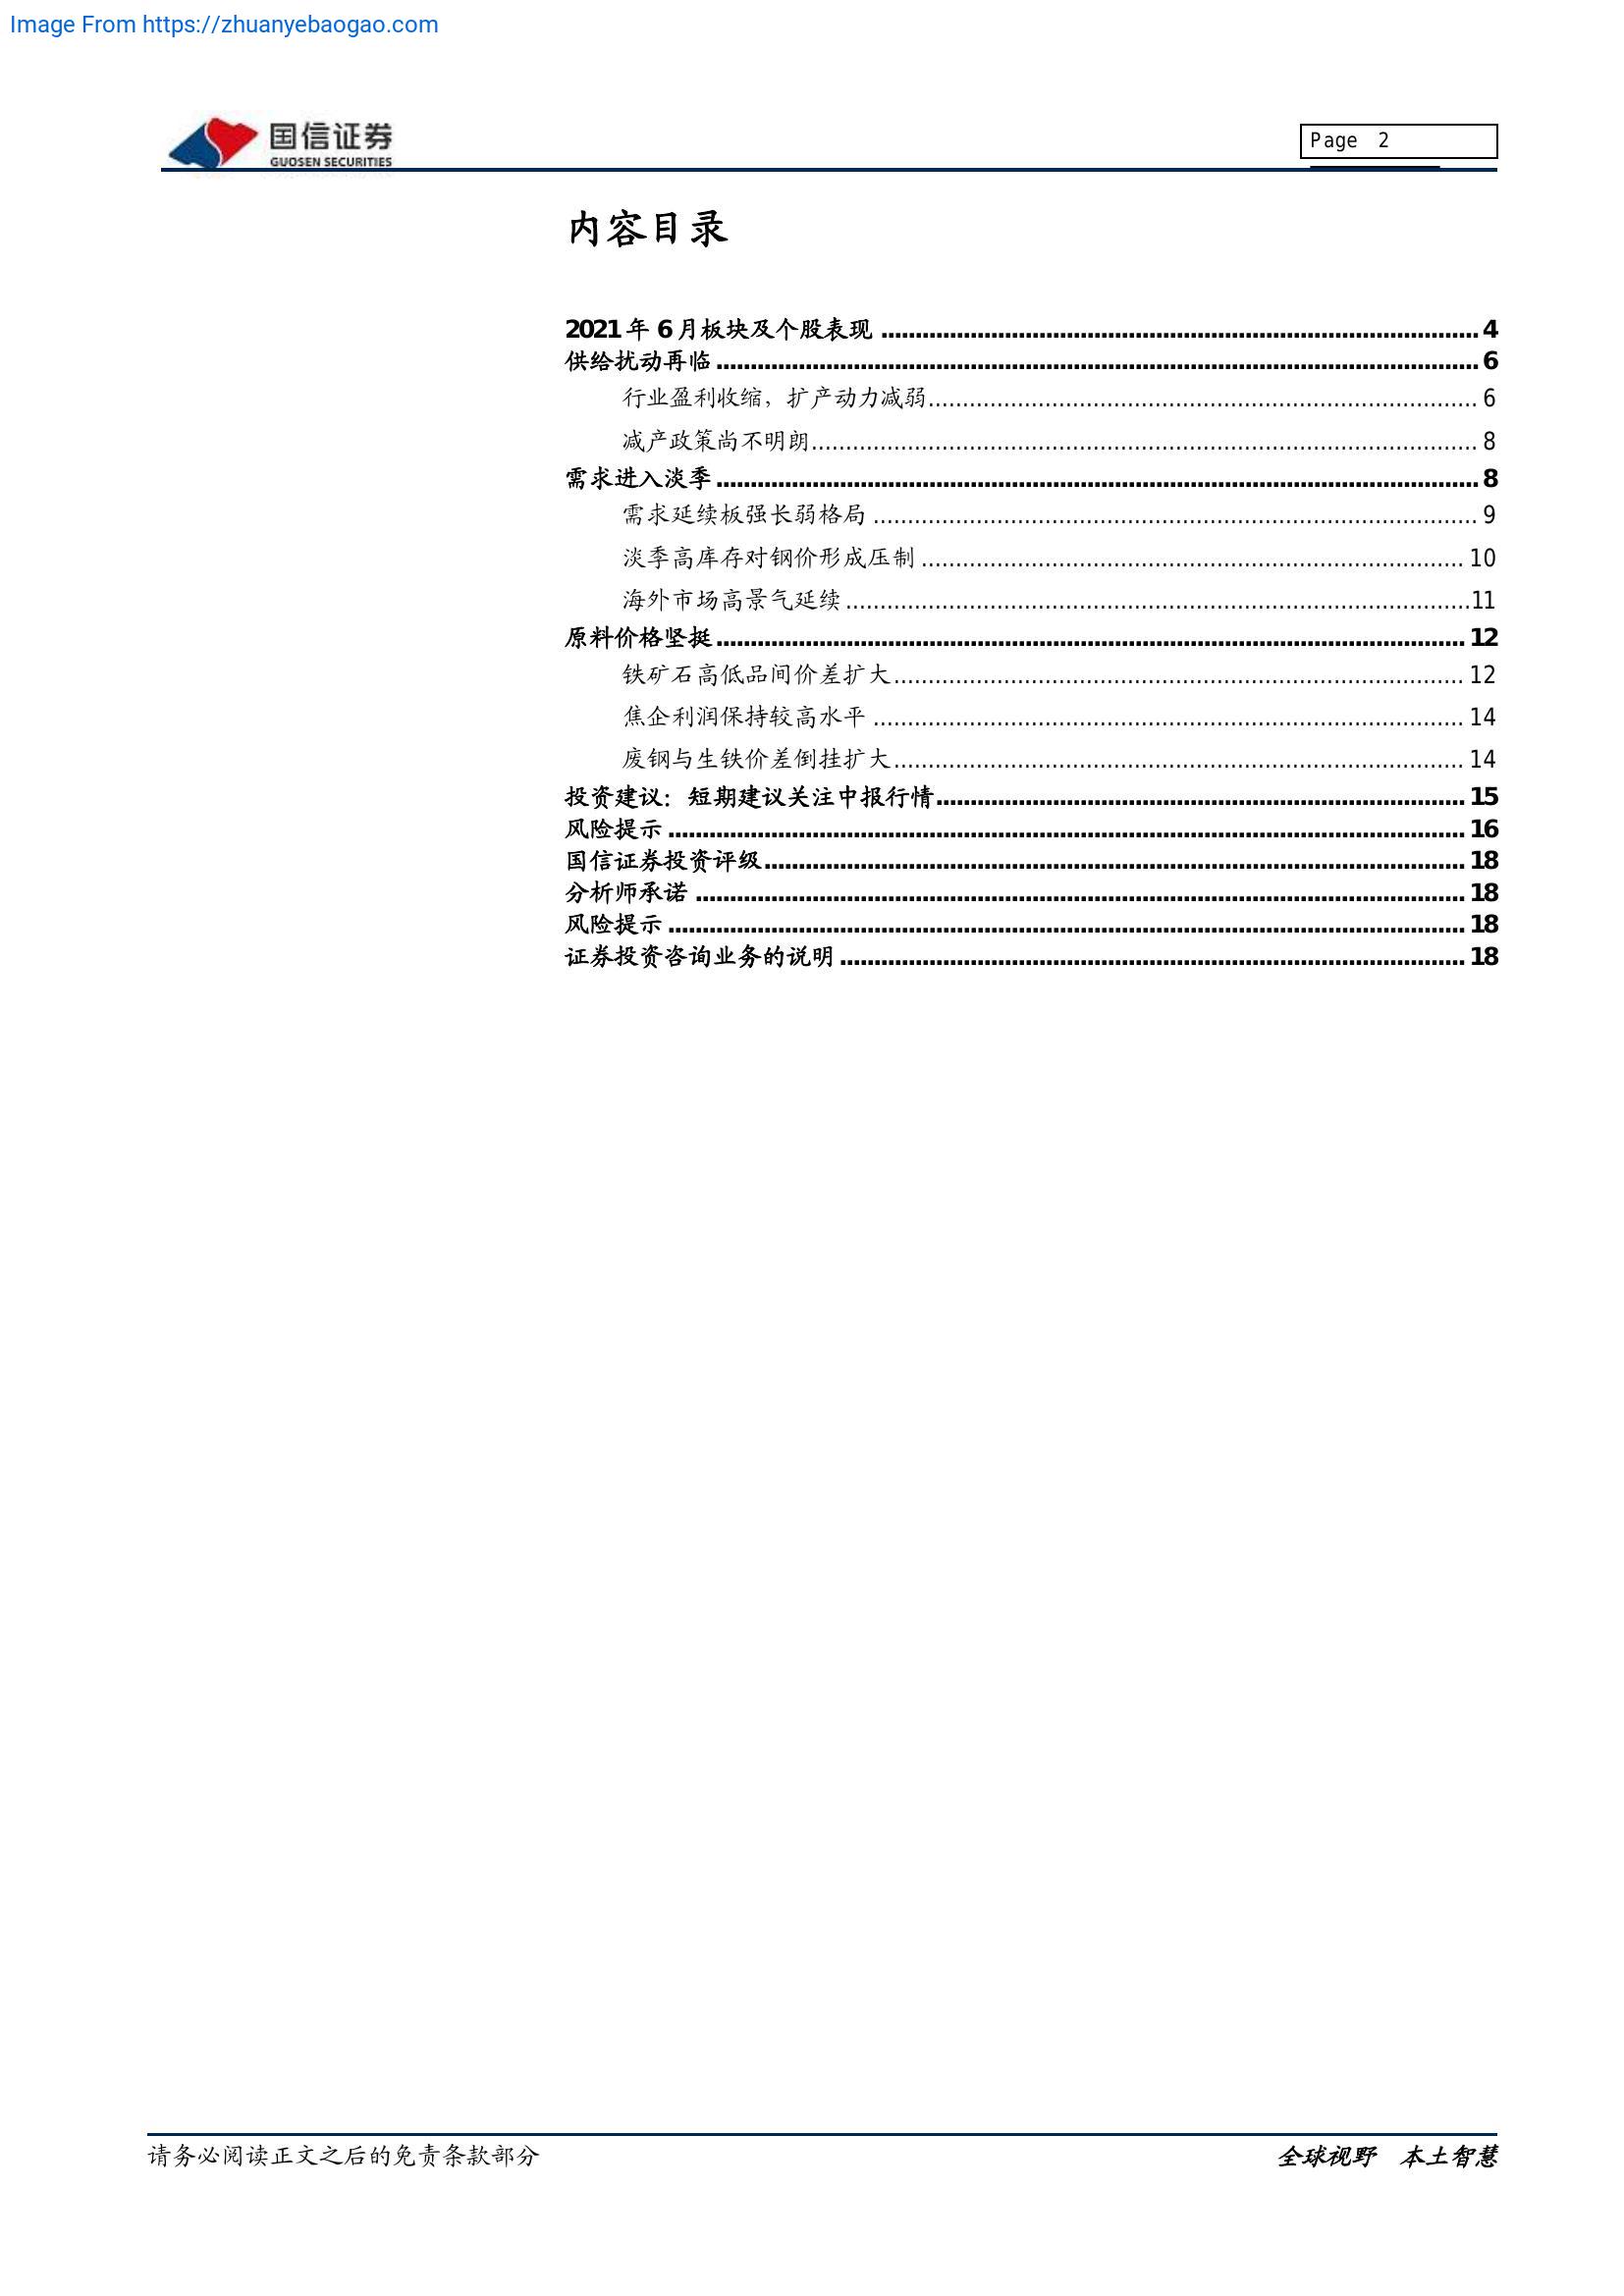 Image From https://zhuanyebaogao.com
国信证券
GUOSEN SECURITIES
Page 2
内容目录
2021 年 6 月板块及个股表现 ........................................ 4
供给扰动再临 ........................................ 6
行业盈利收缩，扩产动力减弱 ........................................ 6
减产政策尚不明朗 ........................................ 8
需求进入淡季 ........................................ 8
需求延续板强长弱格局 ........................................ 9
淡季高库存对钢价形成压制 ........................................ 10
海外市场高景气延续 ........................................ 11
原料价格坚挺 ........................................ 12
铁矿石高低品间价差扩大 ........................................ 12
焦企利润保持较高水平 ........................................ 14
废钢与生铁价差倒挂扩大 ........................................ 14
投资建议：短期建议关注中报行情 ........................................ 15
风险提示 ........................................ 16
国信证券投资评级 ........................................ 18
分析师承诺 ........................................ 18
风险提示 ........................................ 18
证券投资咨询业务的说明 ........................................ 18
请务必阅读正文之后的免责条款部分
全球视野 本土智慧